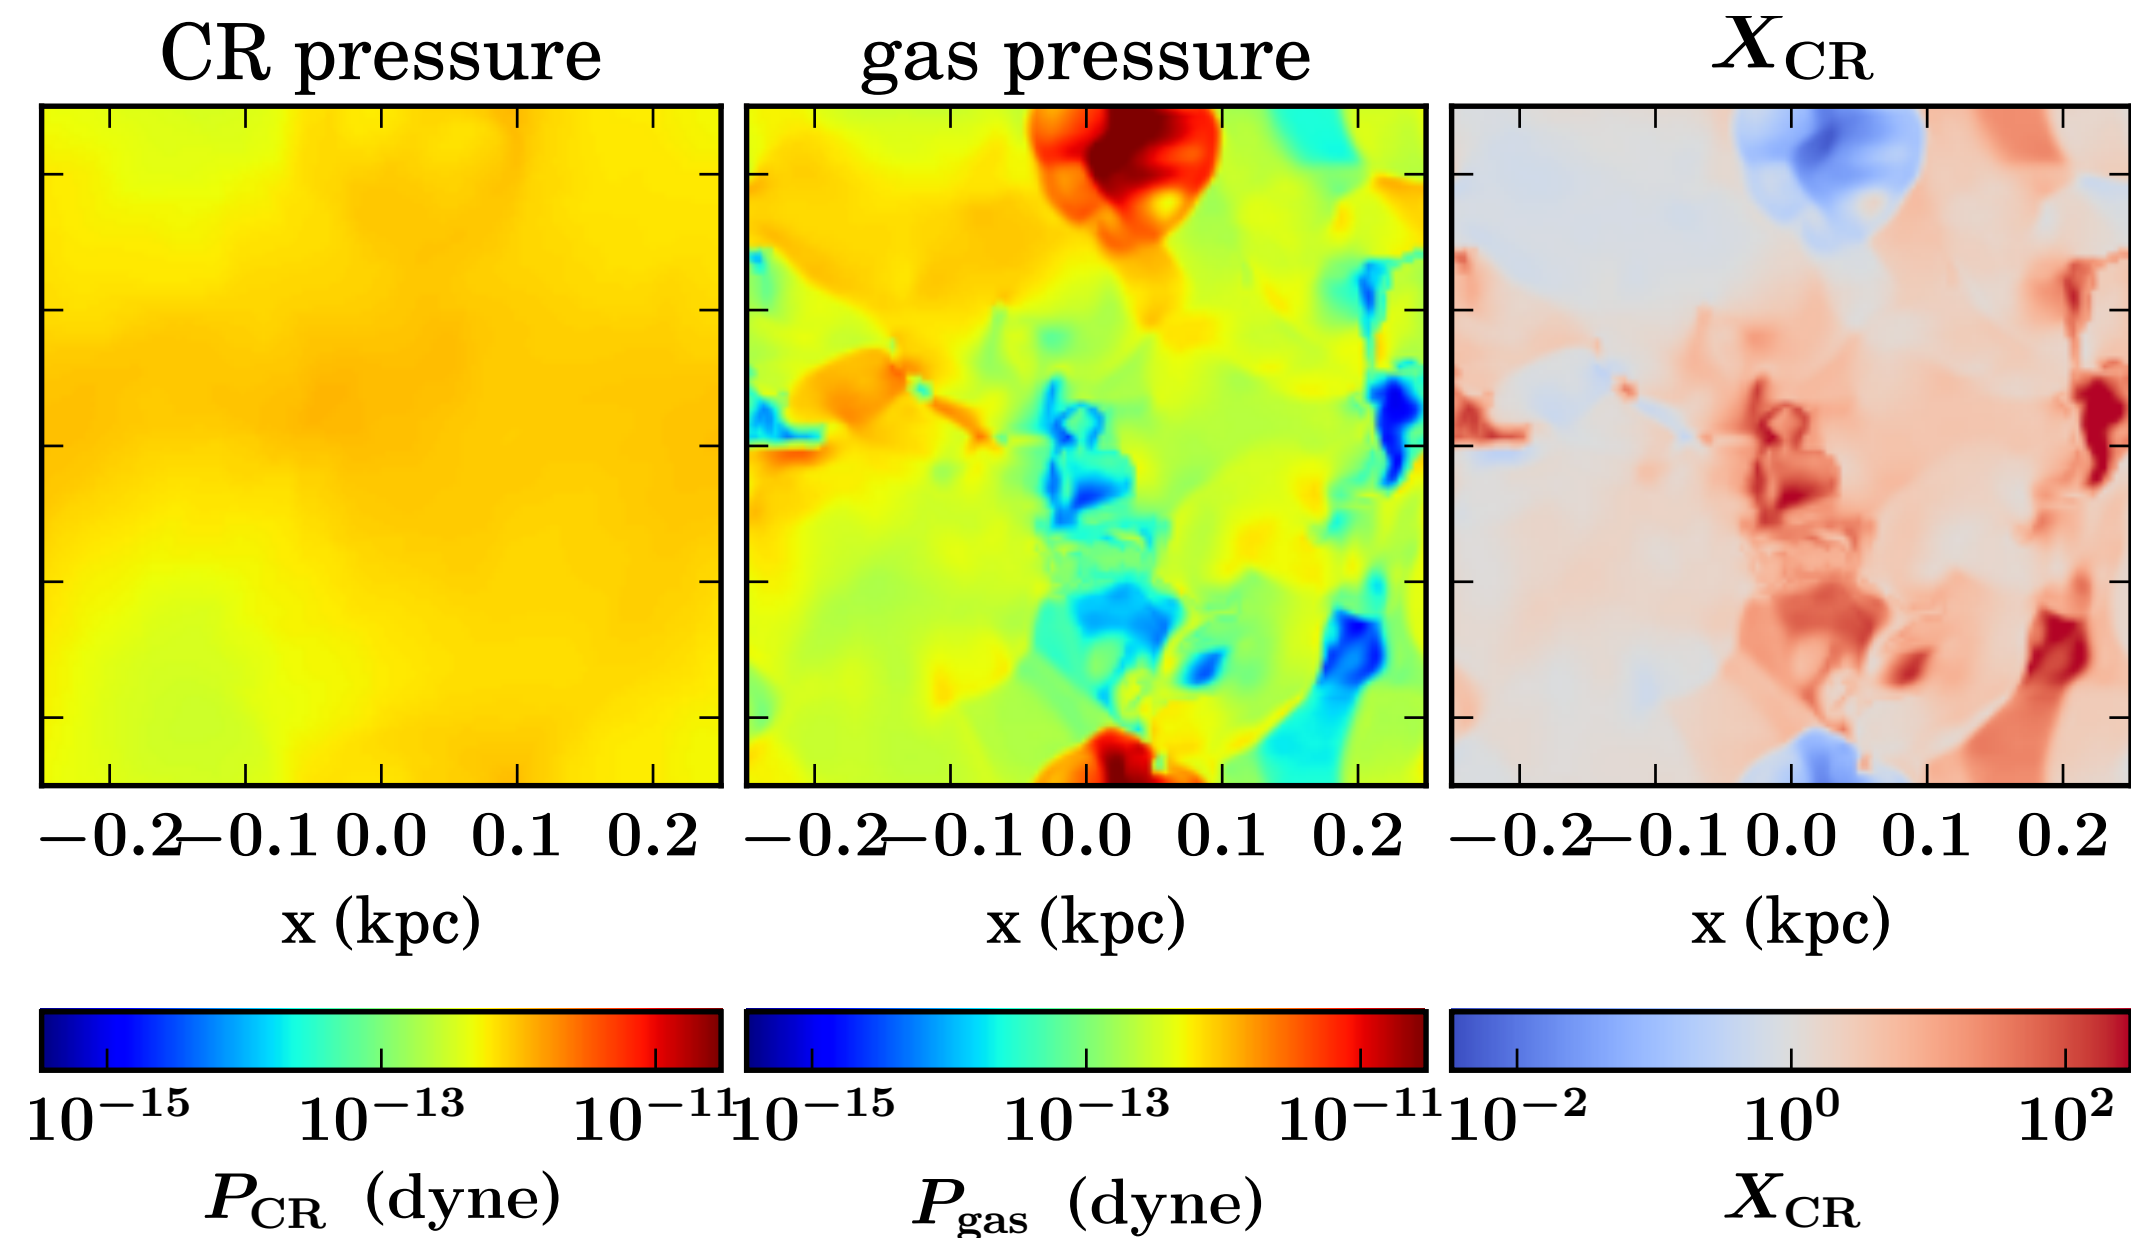 CR pressure gas pressure X_CR
−0.2 −0.1 0.0 0.1 0.2 −0.2 −0.1 0.0 0.1 0.2 −0.2 −0.1 0.0 0.1 0.2
x (kpc) x (kpc) x (kpc)
10^−15 10^−13 10^−11 10^−15 10^−13 10^−11 10^−2 10^0 10^2
P_CR (dyne) P_gas (dyne) X_CR